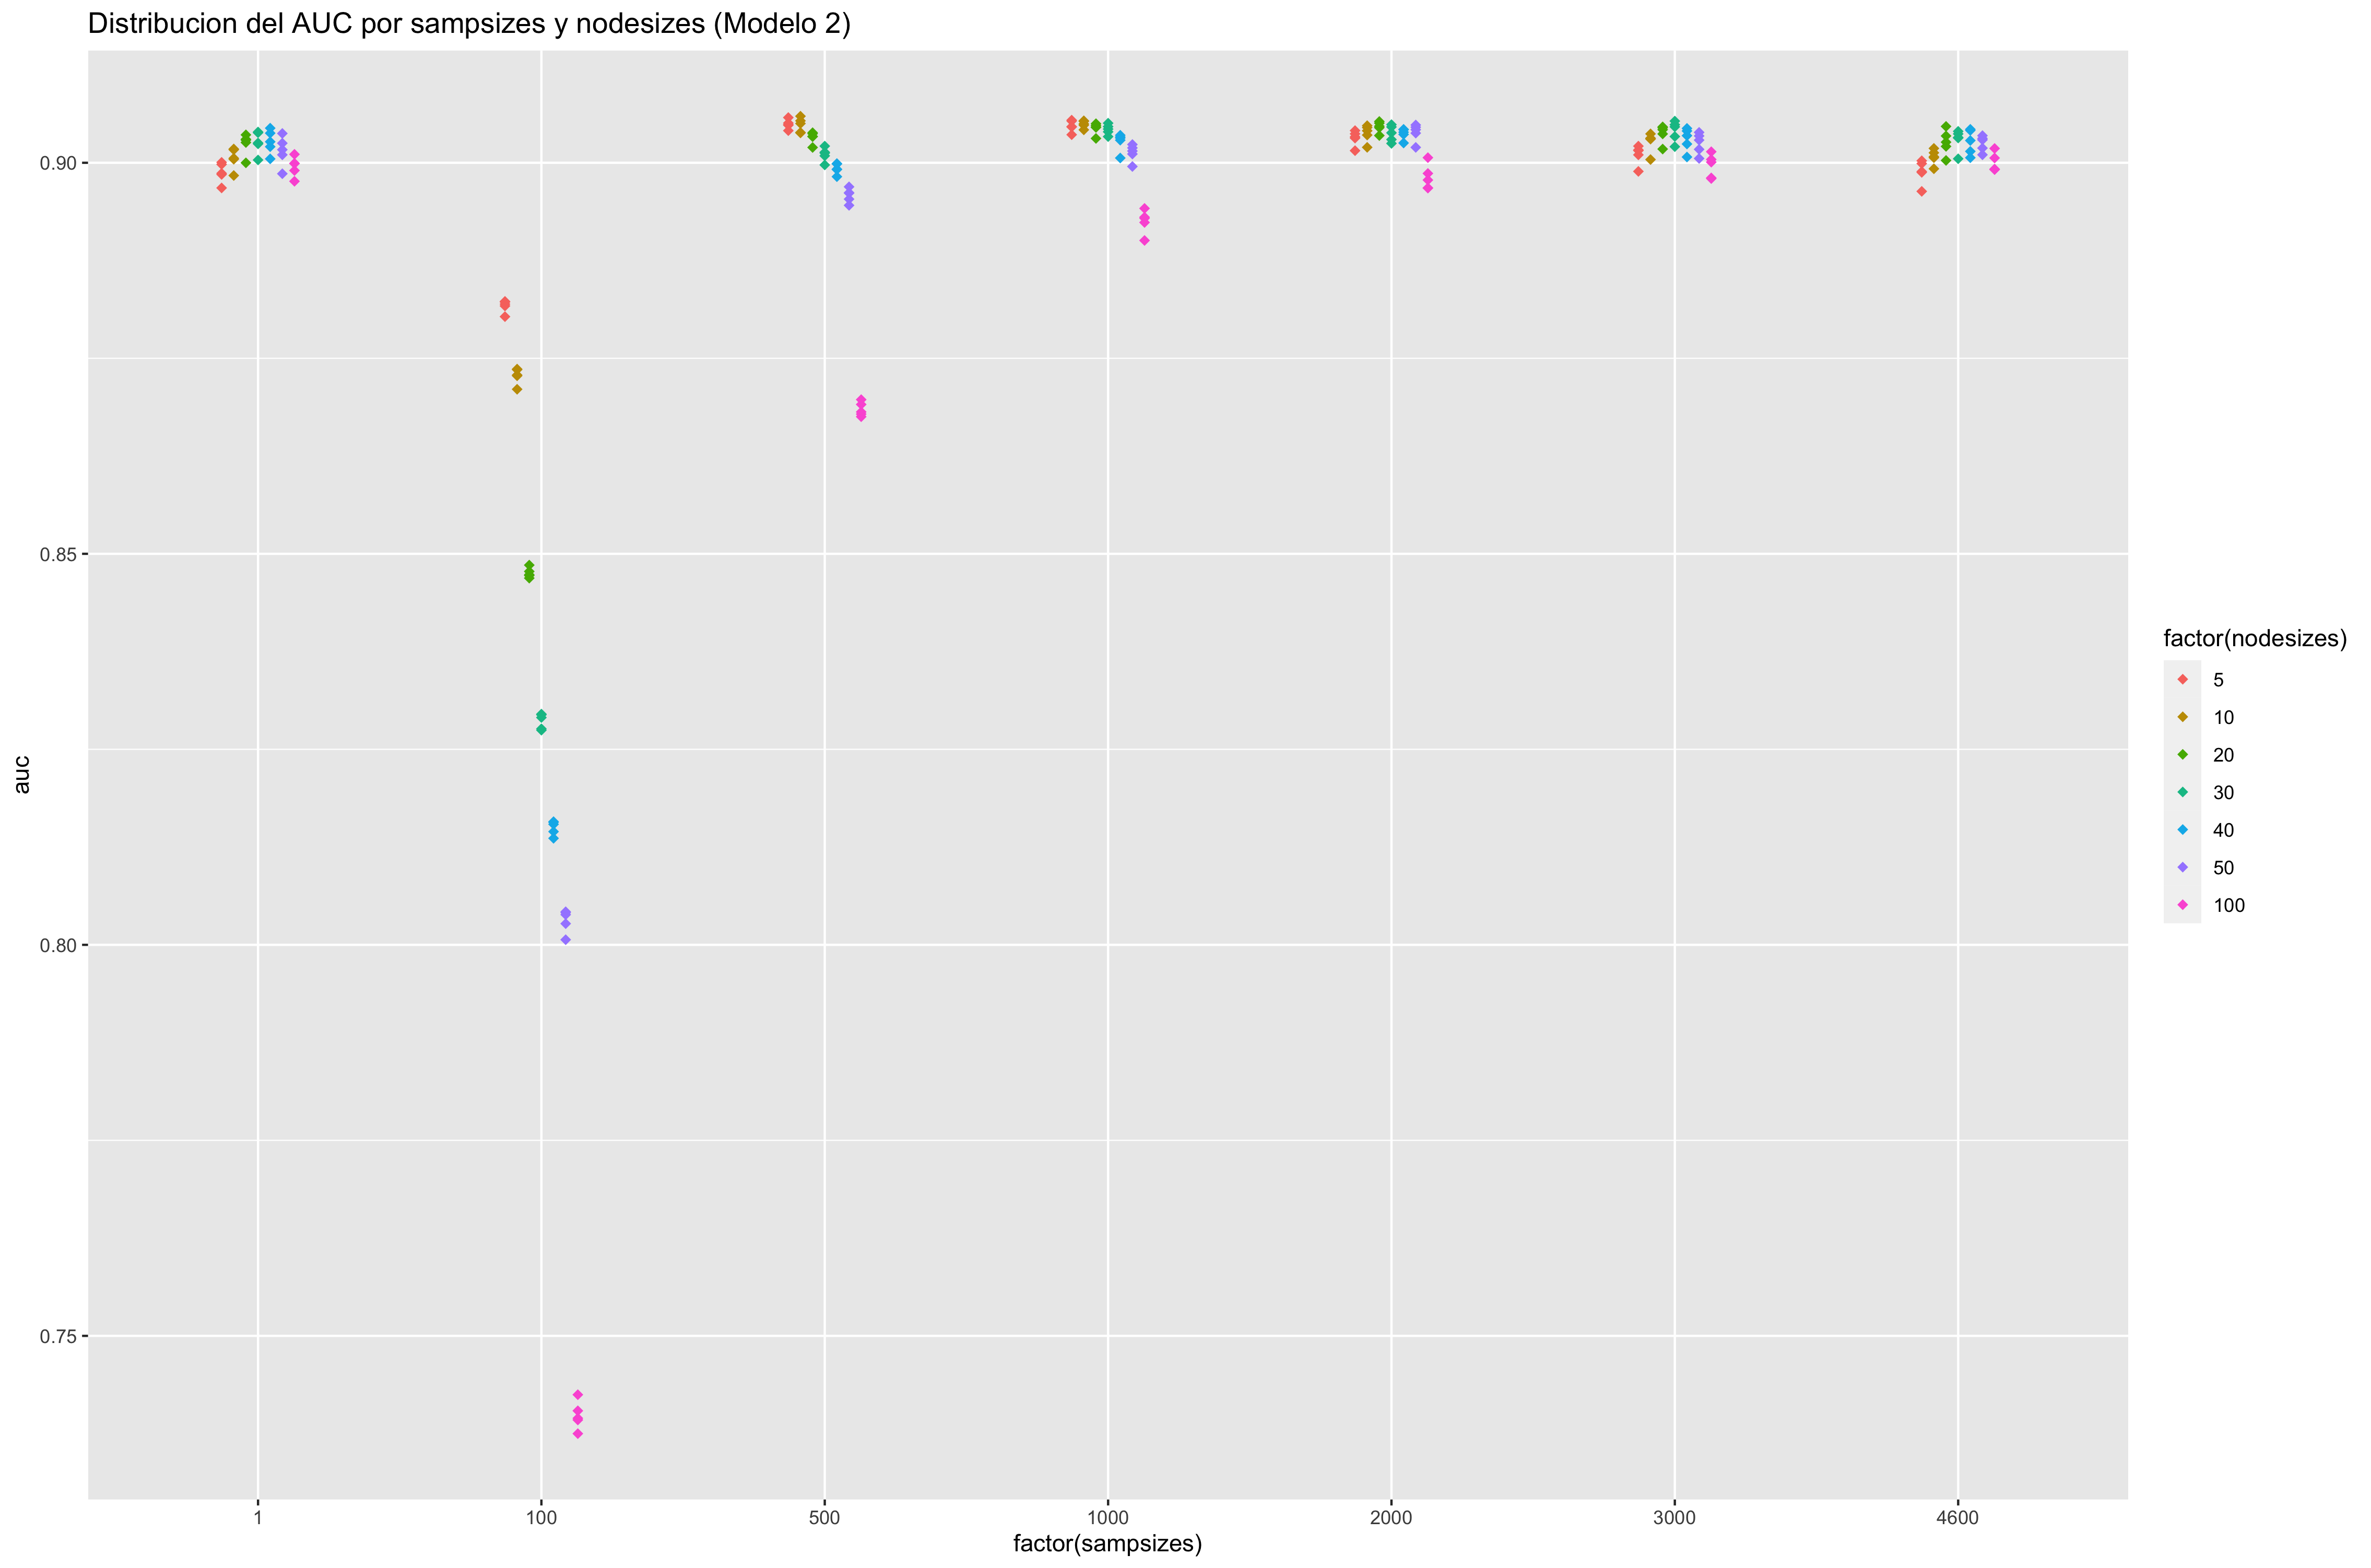 Distribucion del AUC por sampsizes y nodesizes (Modelo 2)
auc
0.90
0.85
0.80
0.75
1 100 500 1000 2000 3000 4600
factor(sampsizes)
factor(nodesizes)
5
10
20
30
40
50
100